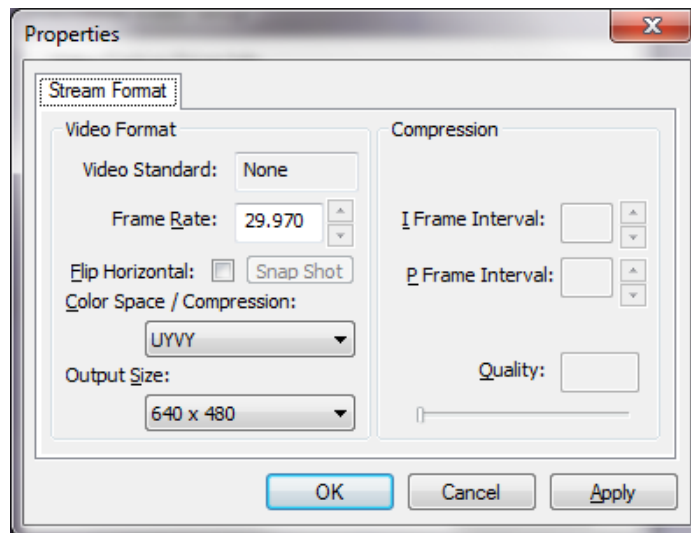 Properties
Stream Format
Video Format
Video Standard: None
Frame Rate: 29.970
Flip Horizontal: Snap Shot
Color Space / Compression:
UYVY
Output Size:
640 x 480
Compression
I Frame Interval:
P Frame Interval:
Quality:
OK Cancel Apply